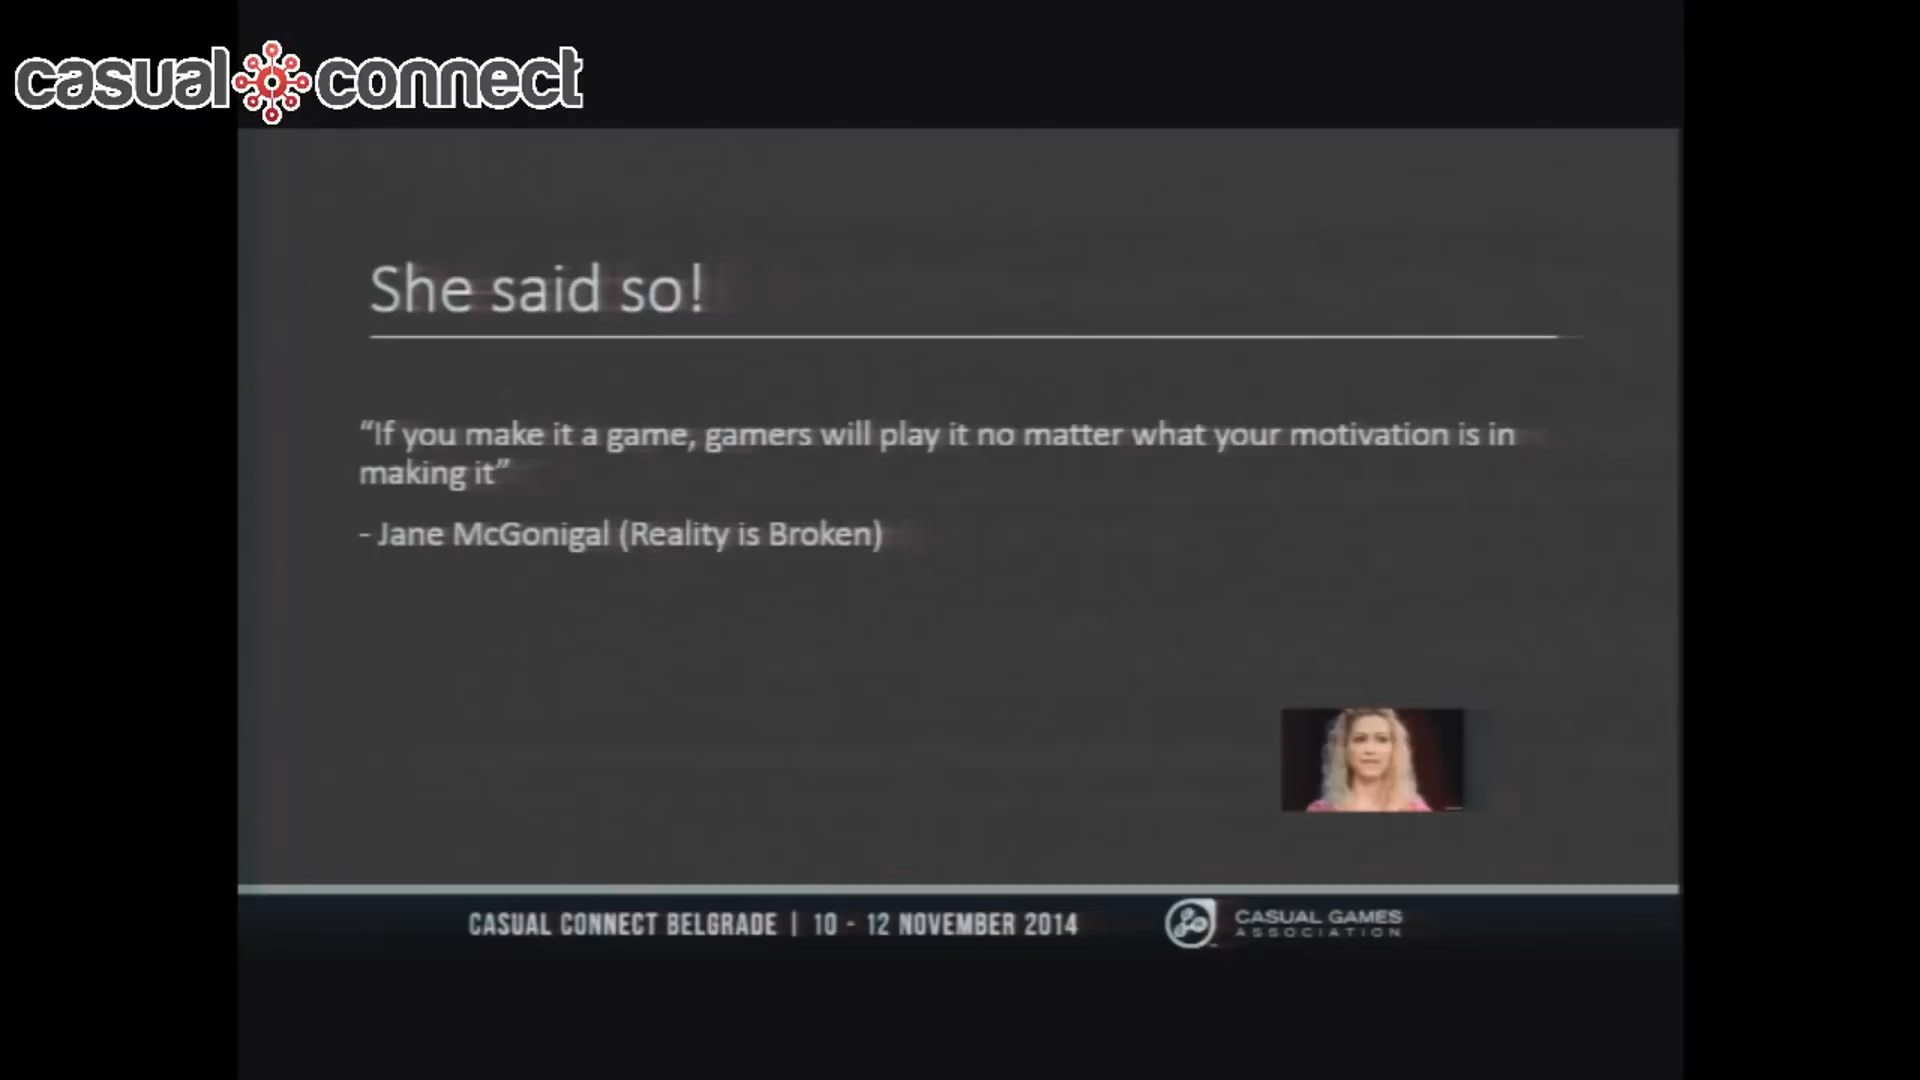 casual connect
She said so!
“If you make it a game, gamers will play it no matter what your motivation is in
making it”
- Jane McGonigal (Reality is Broken)
CASUAL CONNECT BELGRADE | 10 - 12 NOVEMBER 2014
CASUAL GAMES
ASSOCIATION